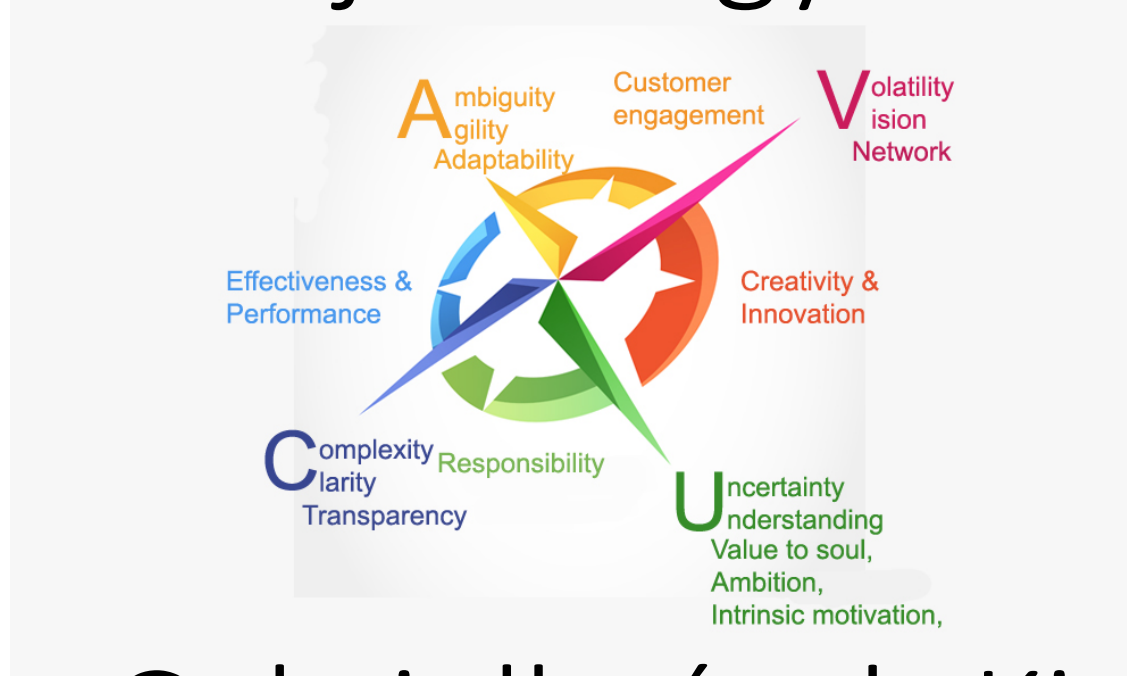 Customer
engagement
Ambiguity
Agility
Adaptability
Volatility
Vision
Network
Effectiveness &
Performance
Creativity &
Innovation
Complexity
Clarity
Transparency
Responsibility
Uncertainty
Understanding
Value to soul,
Ambition,
Intrinsic motivation,